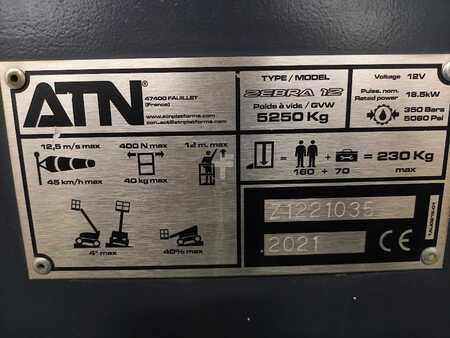 ATN®
47400 FAUILLET
(France)
www.atnplatforms.com
contact@atnplatforms.com
TYPE / MODEL
ZEBRA 12
Poids à vide / GVW
5250 Kg
Voltage 12V
Puiss. nom.
Rated power 18.5kW
350 Bars
5060 Psi
12,5 m/s max
45 km/h max
400 N max
40 kg max
12 m. max
4° max
40% max
= + = 230 Kg
160 + 70 max
Z1221035
2021
CE